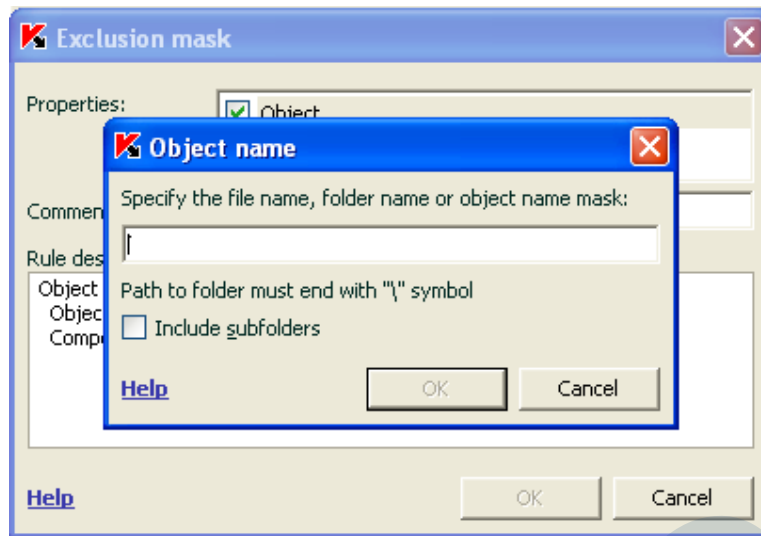 Exclusion mask
Properties:
Object
Object name
Specify the file name, folder name or object name mask:
Commen
Rule des
Path to folder must end with "\" symbol
Object
Objec
Compo
Include subfolders
Help
OK
Cancel
Help
OK
Cancel